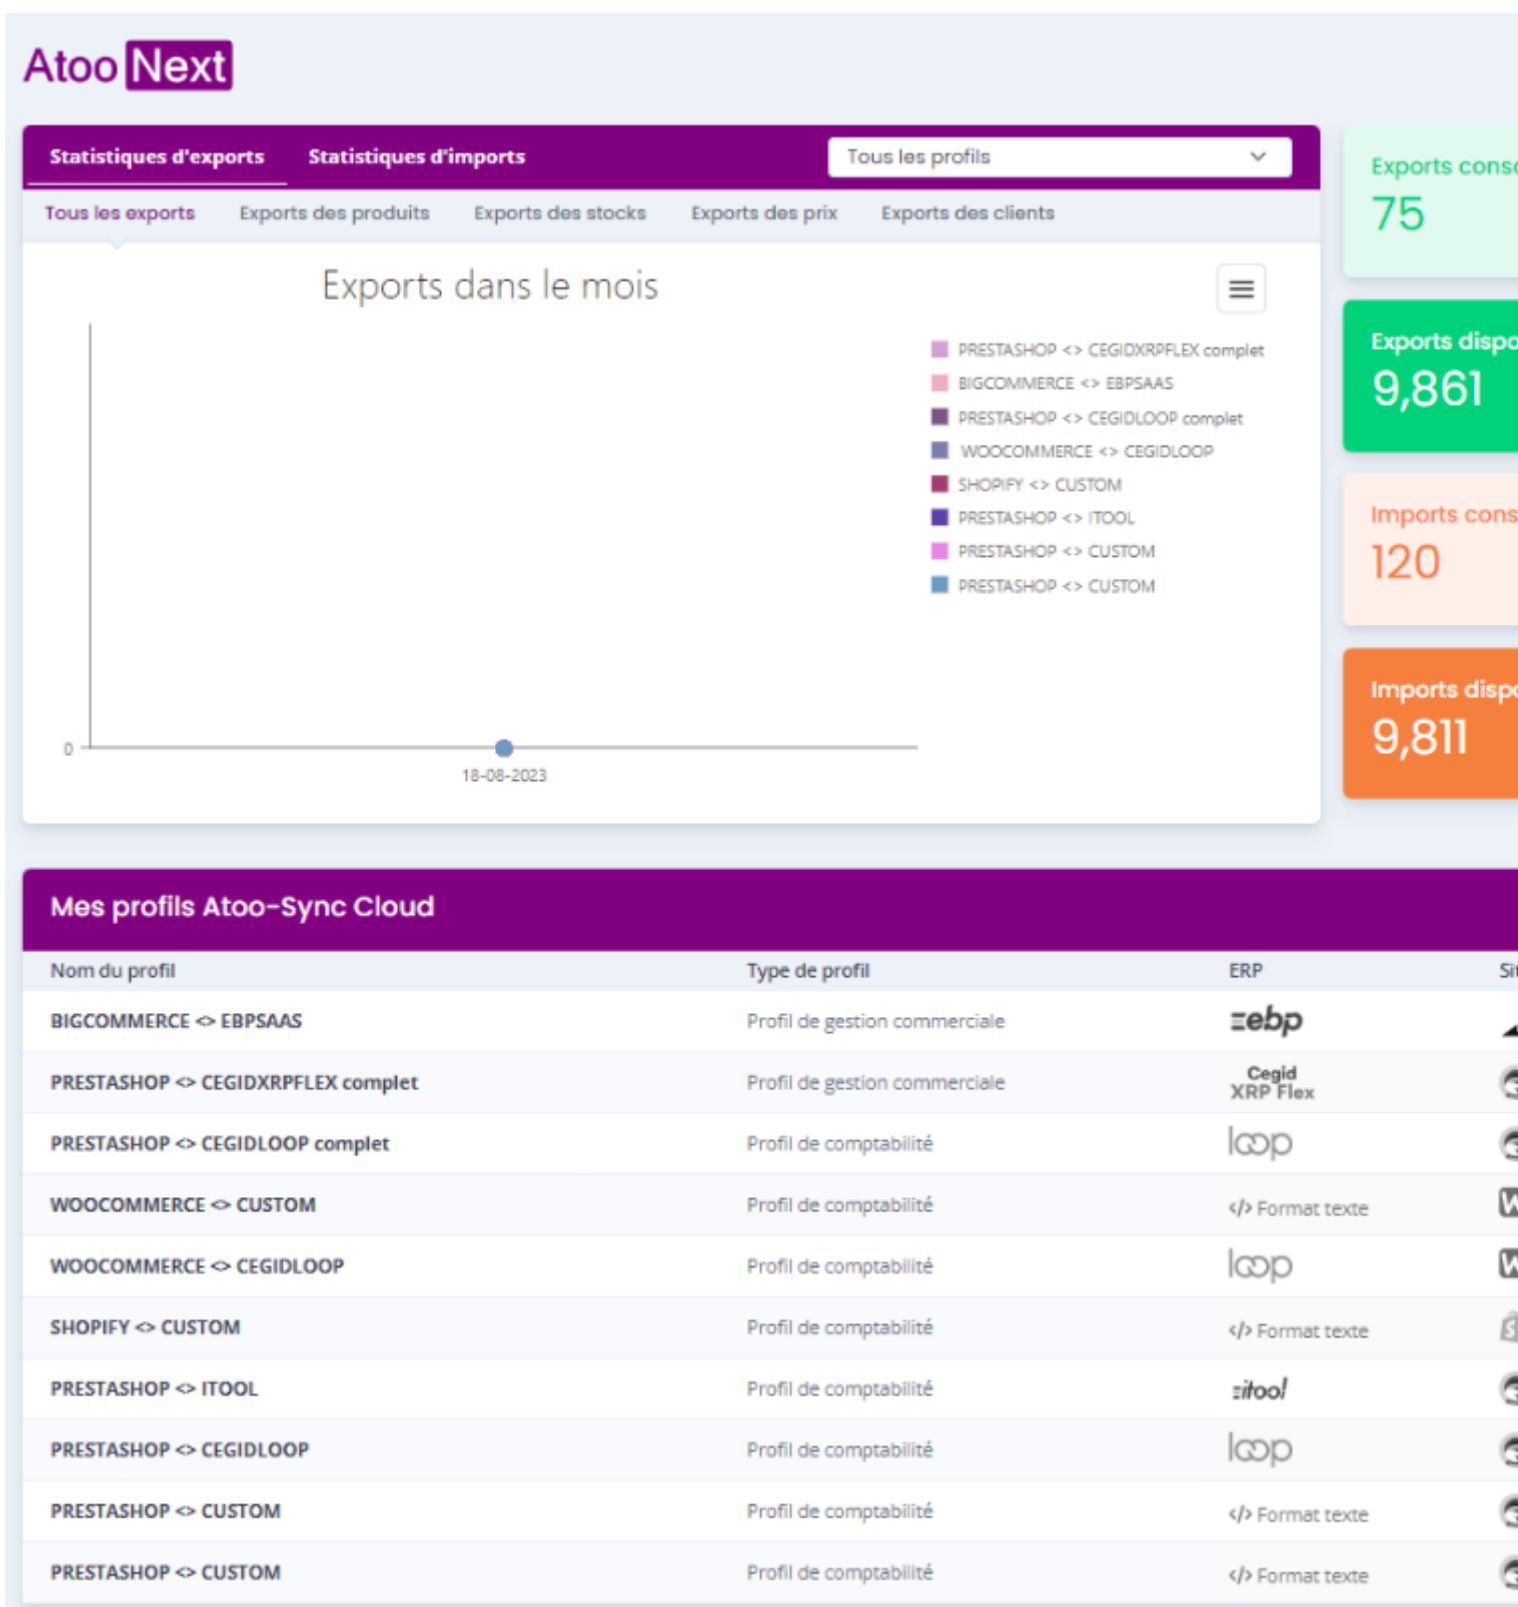 Atoo Next
Statistiques d'exports Statistiques d'imports Tous les profils
Tous les exports Exports des produits Exports des stocks Exports des prix Exports des clients
Exports dans le mois
PRESTASHOP <> CEGIDXRPFLEX complet
BIGCOMMERCE <> EBPSAAS
PRESTASHOP <> CEGIDLOOP complet
WOOCOMMERCE <> CEGIDLOOP
SHOPIFY <> CUSTOM
PRESTASHOP <> ITOOL
PRESTASHOP <> CUSTOM
PRESTASHOP <> CUSTOM
0
18-08-2023
Exports
75
Exports
9,861
Imports
120
Imports
9,811
Mes profils Atoo-Sync Cloud
Nom du profil Type de profil ERP
BIGCOMMERCE <> EBPSAAS Profil de gestion commerciale ebp
PRESTASHOP <> CEGIDXRPFLEX complet Profil de gestion commerciale Cegid XRP Flex
PRESTASHOP <> CEGIDLOOP complet Profil de comptabilité loop
WOOCOMMERCE <> CUSTOM Profil de comptabilité </> Format texte
WOOCOMMERCE <> CEGIDLOOP Profil de comptabilité loop
SHOPIFY <> CUSTOM Profil de comptabilité </> Format texte
PRESTASHOP <> ITOOL Profil de comptabilité itool
PRESTASHOP <> CEGIDLOOP Profil de comptabilité loop
PRESTASHOP <> CUSTOM Profil de comptabilité </> Format texte
PRESTASHOP <> CUSTOM Profil de comptabilité </> Format texte